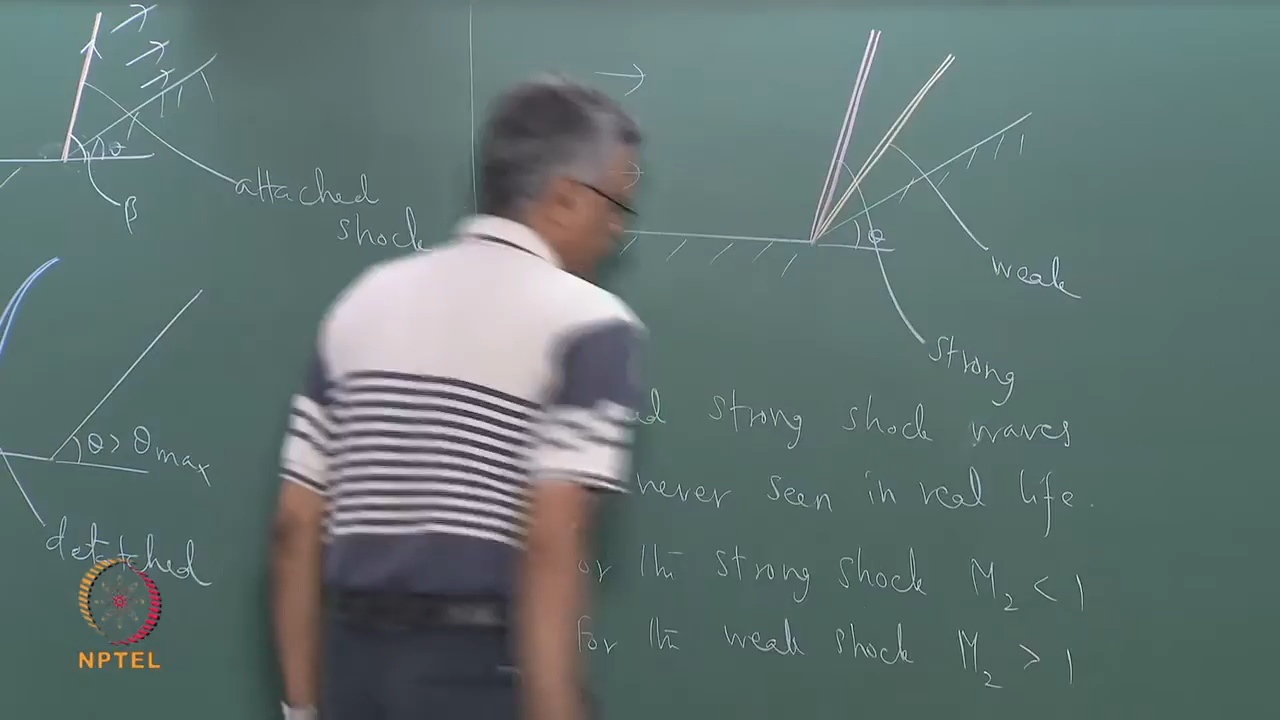 θ
β
attached
shock
θ > θmax
detatched
θ
weak
strong
strong shock waves
never seen in real life.
For the strong shock M2 < 1
For the weak shock M2 > 1
NPTEL